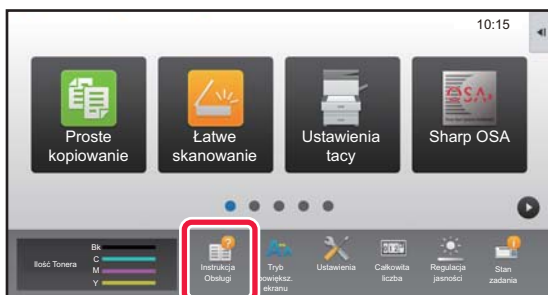 10:15
Proste
kopiowanie
Łatwe
skanowanie
Ustawienia
tacy
Sharp OSA
Ilość Tonera
Bk
C
M
Y
Instrukcja
Obsługi
Tryb
powiększ.
ekranu
Ustawienia
Całkowita
liczba
Regulacja
jasności
Stan
zadania